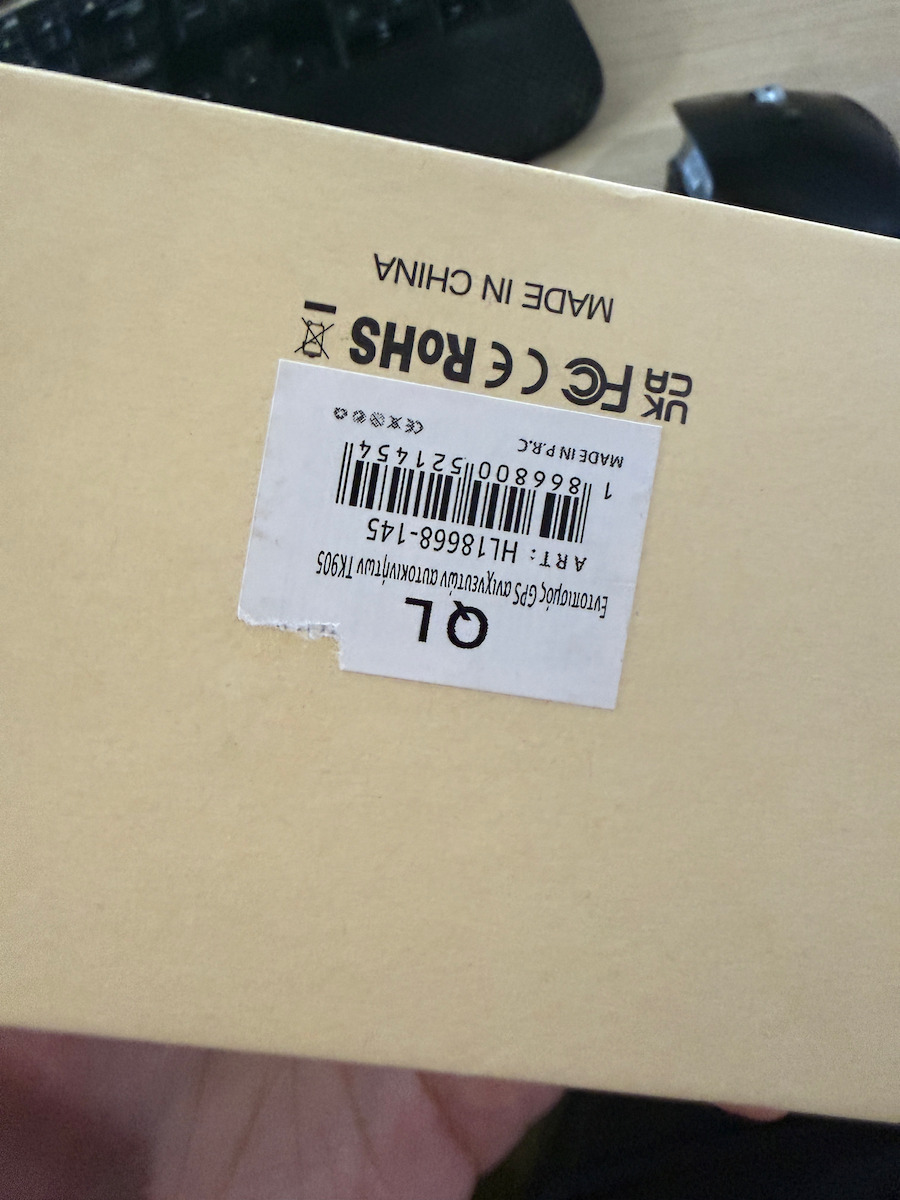 QL
Εντοπισμός GPS ανιχνευτών αυτοκινήτων TK905
ART: HL18668-145
1 866800 521454
MADE IN P.R.C
CE
UK CA FC CE RoHS
MADE IN CHINA